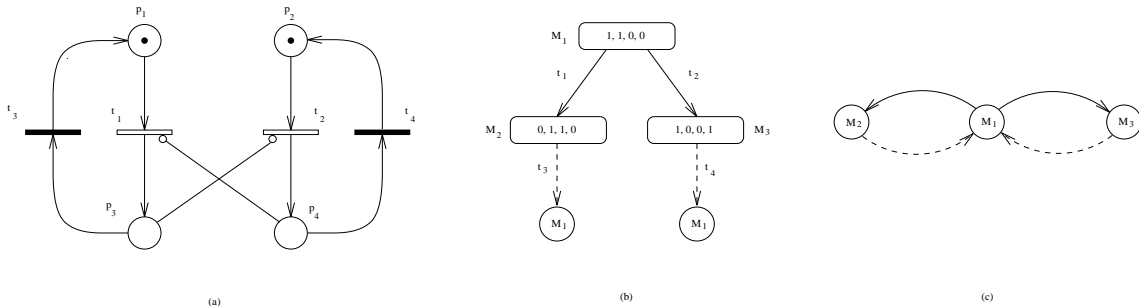 p1
p2
t3
t1
t2
t4
p3
p4
(a)
M1
1, 1, 0, 0
t1
t2
M2
0, 1, 1, 0
1, 0, 0, 1
M3
t3
t4
M1
M1
(b)
M2
M1
M3
(c)